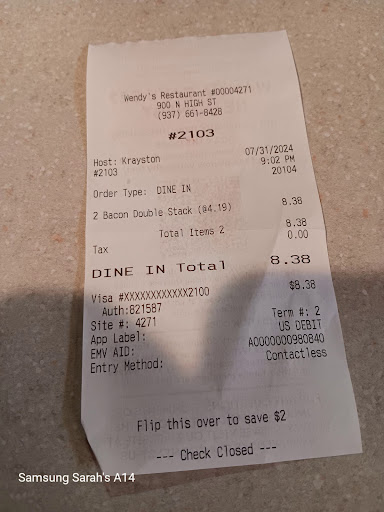 Wendy's Restaurant #00004271
900 N HIGH ST
(937) 661-8428
#2103
Host: Krayston 07/31/2024
#2103 9:02 PM
20104
Order Type: DINE IN
2 Bacon Double Stack (@4.19) 8.38
Total Items 2 8.38
Tax 0.00
DINE IN Total 8.38
Visa #XXXXXXXXXXXX2100 $8.38
Auth:821587
Site #: 4271 Term #: 2
App Label: US DEBIT
EMV AID: A0000000980840
Entry Method: Contactless
Flip this over to save $2
--- Check Closed ---
Samsung Sarah's A14